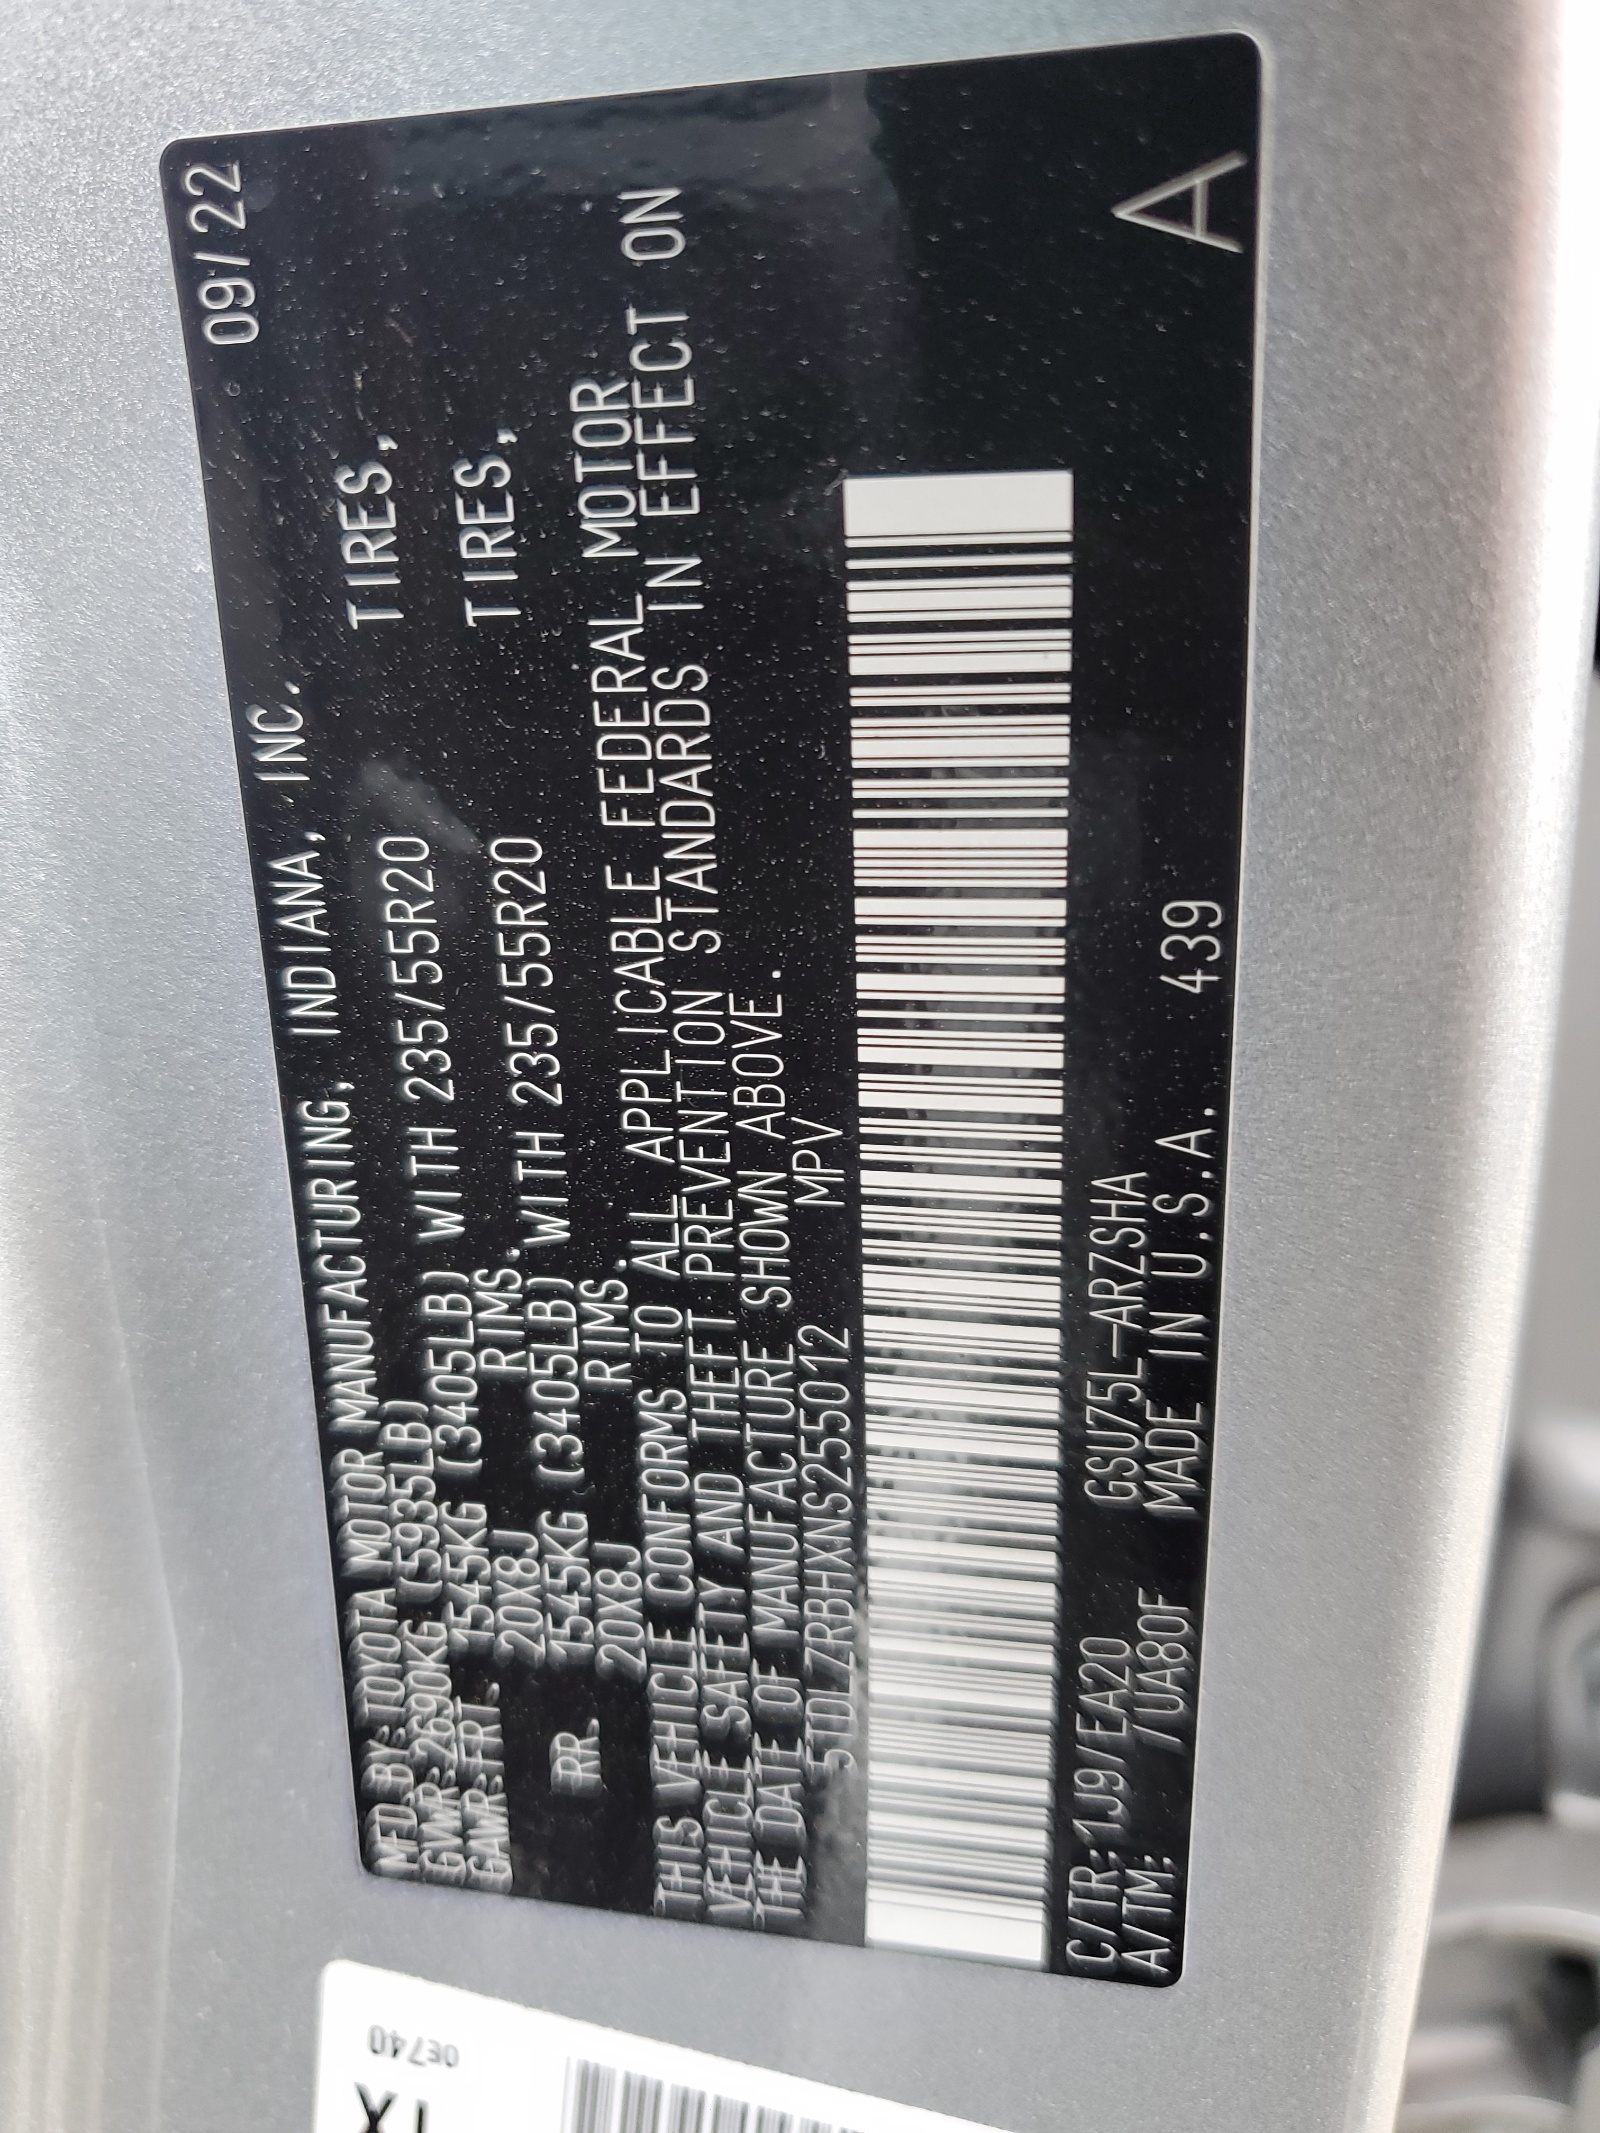 MFD.BY:TOYOTA MOTOR MANUFACTURING, INDIANA, INC. 09/22
GVWR:2690KG (5935LB)
GAWR:FRT. 1545KG (3405LB) WITH 235/55R20 TIRES,
20X8J RIMS.
RR. 1545KG (3405LB) WITH 235/55R20 TIRES,
20X8J RIMS.
THIS VEHICLE CONFORMS TO ALL APPLICABLE FEDERAL MOTOR
VEHICLE SAFETY AND THEFT PREVENTION STANDARDS IN EFFECT ON
THE DATE OF MANUFACTURE SHOWN ABOVE.
5TDLZRBHXNS255012 MPV
C/TR:1J9/EA20 GSU75L-ARZSHA
A/TM: /UA80F MADE IN U.S.A. 439 A
0E740